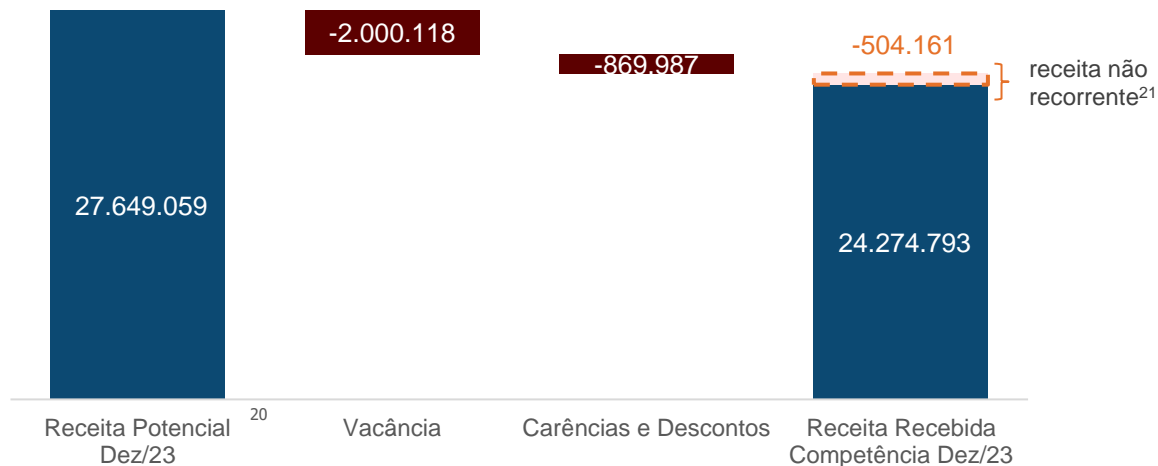 -2.000.118
-869.987
-504.161
receita não
recorrente21
27.649.059
24.274.793
Receita Potencial 20
Dez/23
Vacância
Carências e Descontos
Receita Recebida
Competência Dez/23